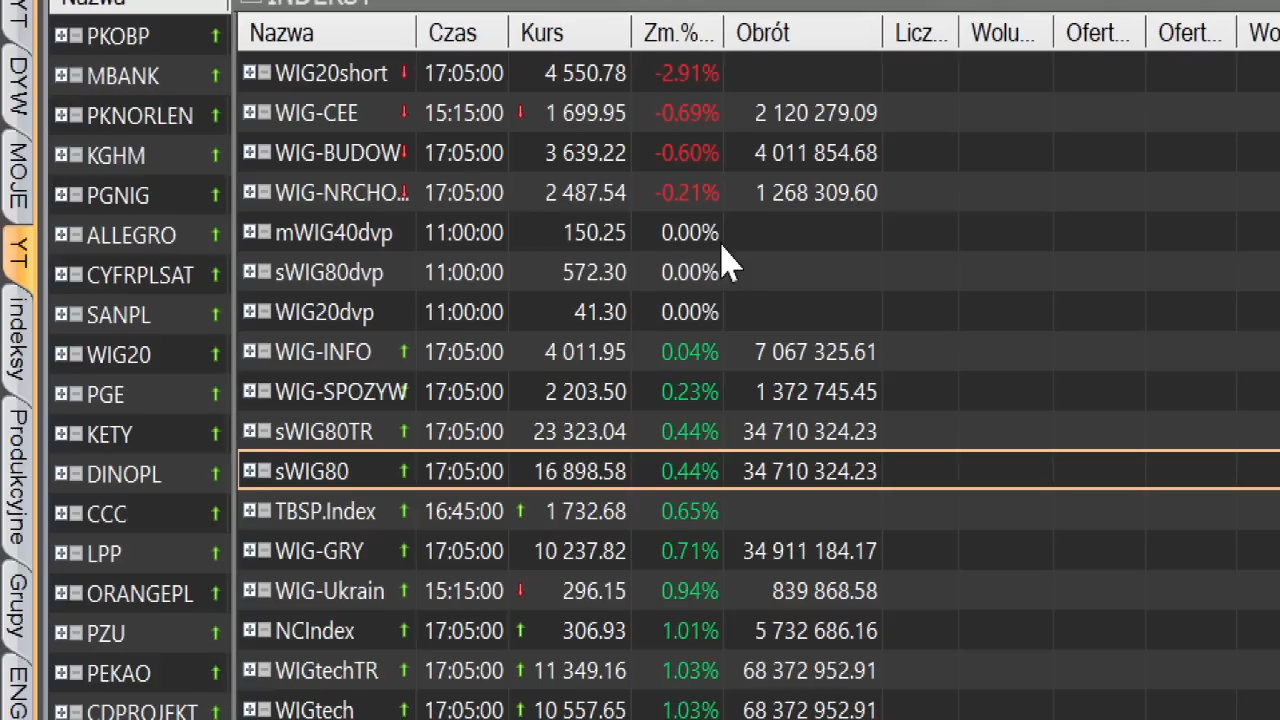 YT
DYW
MOJE
YT
indeksy
Produkcyjne
Grupy
ENG
Nazwa
PKOBP
MBANK
PKNORLEN
KGHM
PGNIG
ALLEGRO
CYFRPLSAT
SANPL
WIG20
PGE
KETY
DINOPL
CCC
LPP
ORANGEPL
PZU
PEKAO
CDPROJEKT
INDEKSY
Nazwa Czas Kurs Zm.%... Obrót Licz... Wolu... Ofert... Ofert... Wo
WIG20short 17:05:00 4 550.78 -2.91%
WIG-CEE 15:15:00 1 699.95 -0.69% 2 120 279.09
WIG-BUDOW 17:05:00 3 639.22 -0.60% 4 011 854.68
WIG-NRCHO... 17:05:00 2 487.54 -0.21% 1 268 309.60
mWIG40dvp 11:00:00 150.25 0.00%
sWIG80dvp 11:00:00 572.30 0.00%
WIG20dvp 11:00:00 41.30 0.00%
WIG-INFO 17:05:00 4 011.95 0.04% 7 067 325.61
WIG-SPOZYW 17:05:00 2 203.50 0.23% 1 372 745.45
sWIG80TR 17:05:00 23 323.04 0.44% 34 710 324.23
sWIG80 17:05:00 16 898.58 0.44% 34 710 324.23
TBSP.Index 16:45:00 1 732.68 0.65%
WIG-GRY 17:05:00 10 237.82 0.71% 34 911 184.17
WIG-Ukrain 15:15:00 296.15 0.94% 839 868.58
NCIndex 17:05:00 306.93 1.01% 5 732 686.16
WIGtechTR 17:05:00 11 349.16 1.03% 68 372 952.91
WIGtech 17:05:00 10 557.65 1.03% 68 372 952.91